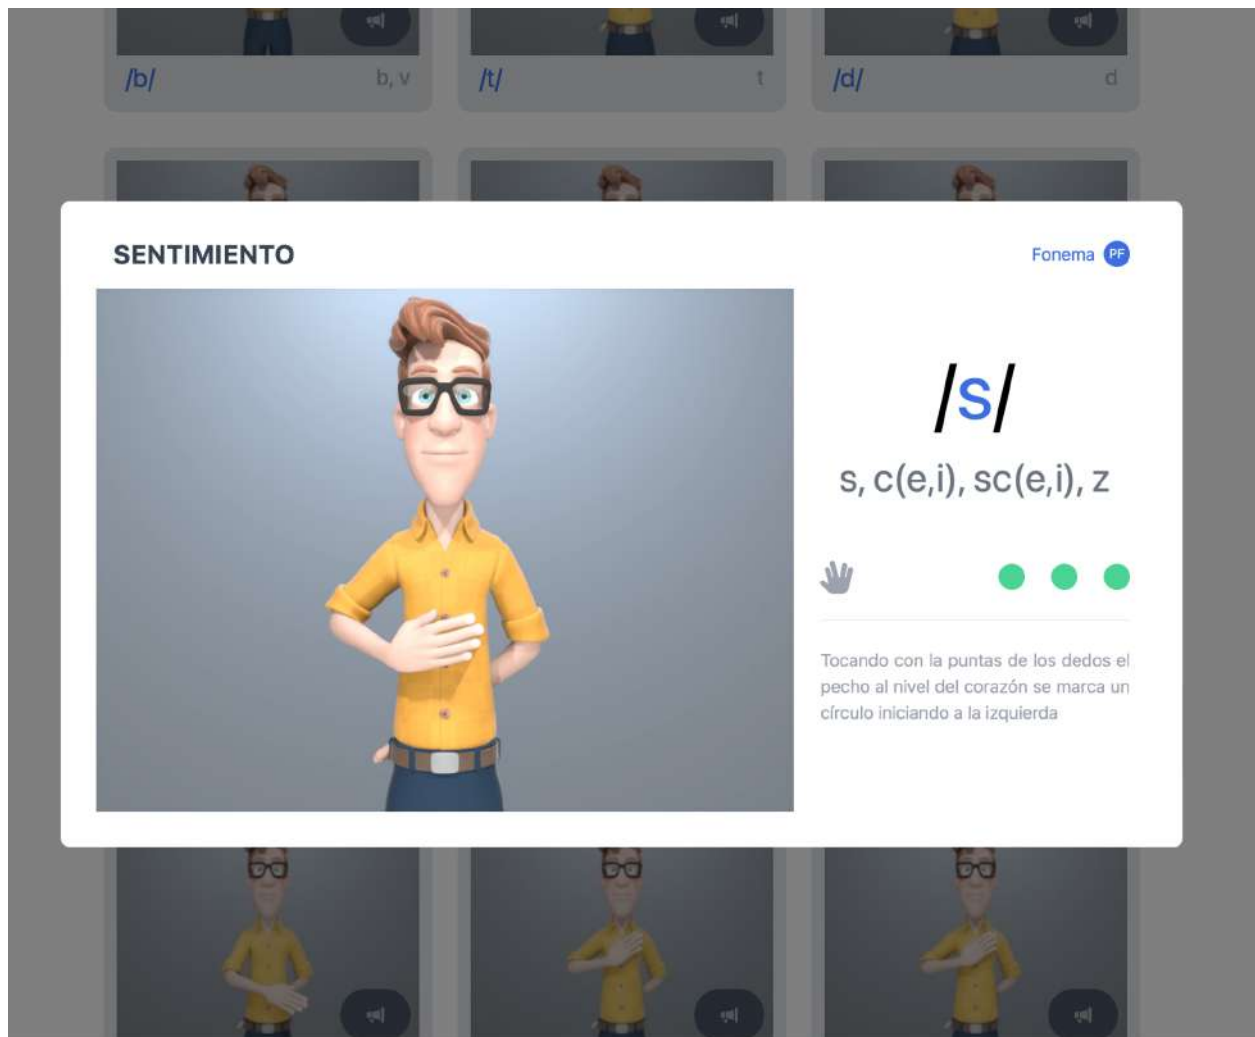 /b/ b, v /t/ t /d/ d
SENTIMIENTO
Fonema PF
/s/
s, c(e,i), sc(e,i), z
Tocando con la puntas de los dedos el
pecho al nivel del corazón se marca un
círculo iniciando a la izquierda